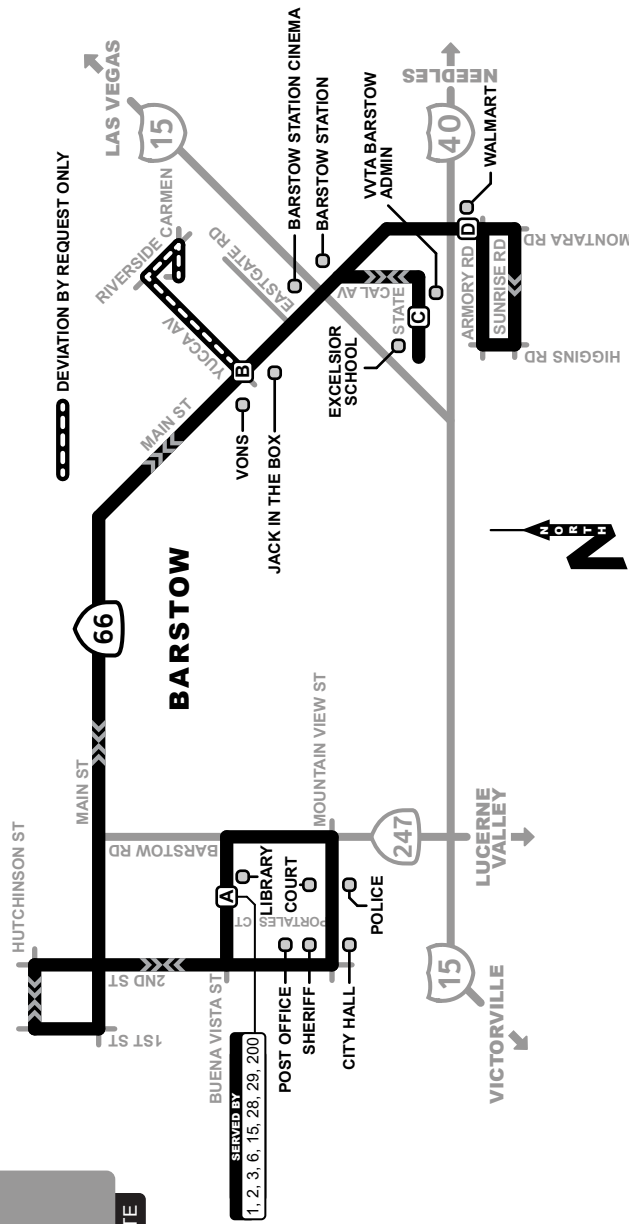 LAS VEGAS
15
NEEDLES
40
DEVIATION BY REQUEST ONLY
RIVERSIDE
CARMEN
YUCCA AV
EASTGATE RD
BARSTOW STATION CINEMA
BARSTOW STATION
VVTA BARSTOW
ADMIN
WALMART
MAIN ST
B
VONS
JACK IN THE BOX
EXCELSIOR
SCHOOL
STATE
CAL AV
C
D
ARMORY RD
SUNRISE RD
MONTARA RD
HIGGINS RD
66
BARSTOW
NORTH
N
HUTCHINSON ST
MAIN ST
BARSTOW RD
MOUNTAIN VIEW ST
247
LUCERNE
VALLEY
1ST ST
2ND ST
BUENA VISTA ST
A
LIBRARY
COURT
PORTALES CT
POST OFFICE
SHERIFF
CITY HALL
POLICE
SERVED BY
1, 2, 3, 6, 15, 28, 29, 200
15
VICTORVILLE
TE